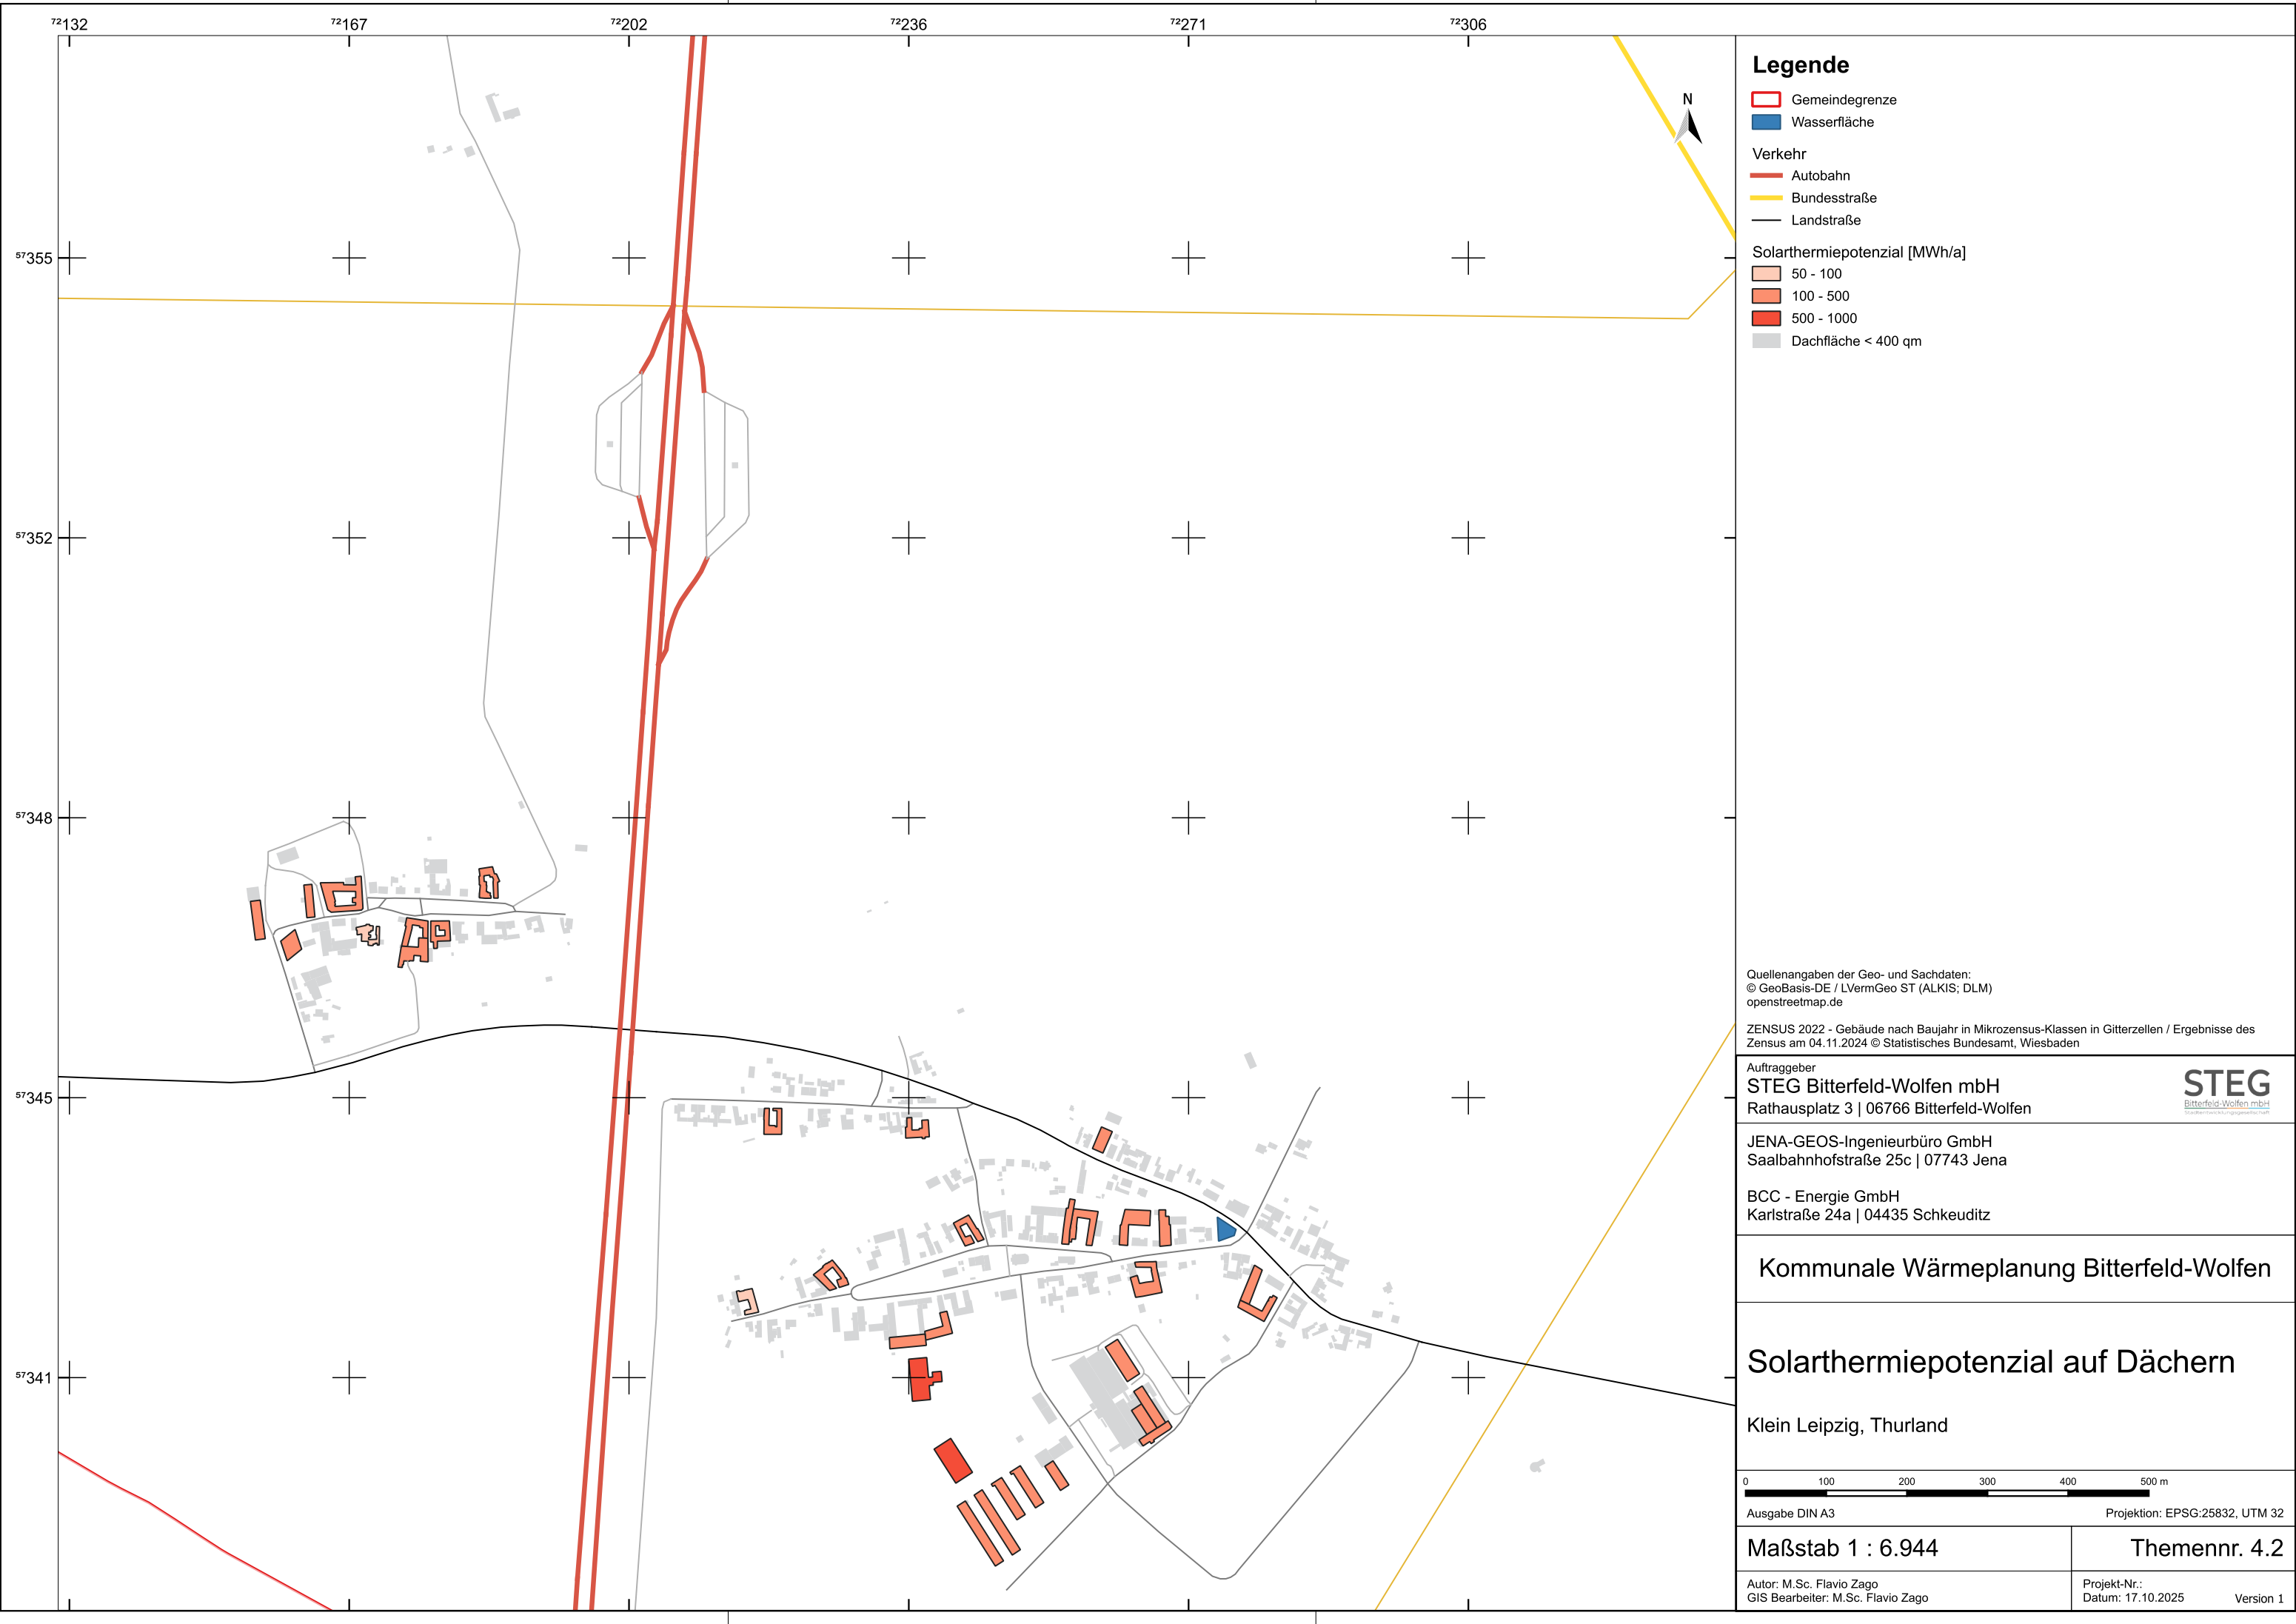 72132
72167
72202
72236
72271
72306
57355
57352
57348
57345
57341
N
Legende
Gemeindegrenze
Wasserfläche
Verkehr
Autobahn
Bundesstraße
Landstraße
Solarthermiepotenzial [MWh/a]
50 - 100
100 - 500
500 - 1000
Dachfläche < 400 qm
Quellenangaben der Geo- und Sachdaten:
© GeoBasis-DE / LVermGeo ST (ALKIS; DLM)
openstreetmap.de
ZENSUS 2022 - Gebäude nach Baujahr in Mikrozensus-Klassen in Gitterzellen / Ergebnisse des
Zensus am 04.11.2024 © Statistisches Bundesamt, Wiesbaden
Auftraggeber
STEG Bitterfeld-Wolfen mbH
Rathausplatz 3 | 06766 Bitterfeld-Wolfen
STEG
Bitterfeld-Wolfen mbH
Stadtentwicklungsgesellschaft
JENA-GEOS-Ingenieurbüro GmbH
Saalbahnhofstraße 25c | 07743 Jena
BCC - Energie GmbH
Karlstraße 24a | 04435 Schkeuditz
Kommunale Wärmeplanung Bitterfeld-Wolfen
Solarthermiepotenzial auf Dächern
Klein Leipzig, Thurland
0 100 200 300 400 500 m
Ausgabe DIN A3 Projektion: EPSG:25832, UTM 32
Maßstab 1 : 6.944 Themennr. 4.2
Autor: M.Sc. Flavio Zago
GIS Bearbeiter: M.Sc. Flavio Zago
Projekt-Nr.:
Datum: 17.10.2025 Version 1